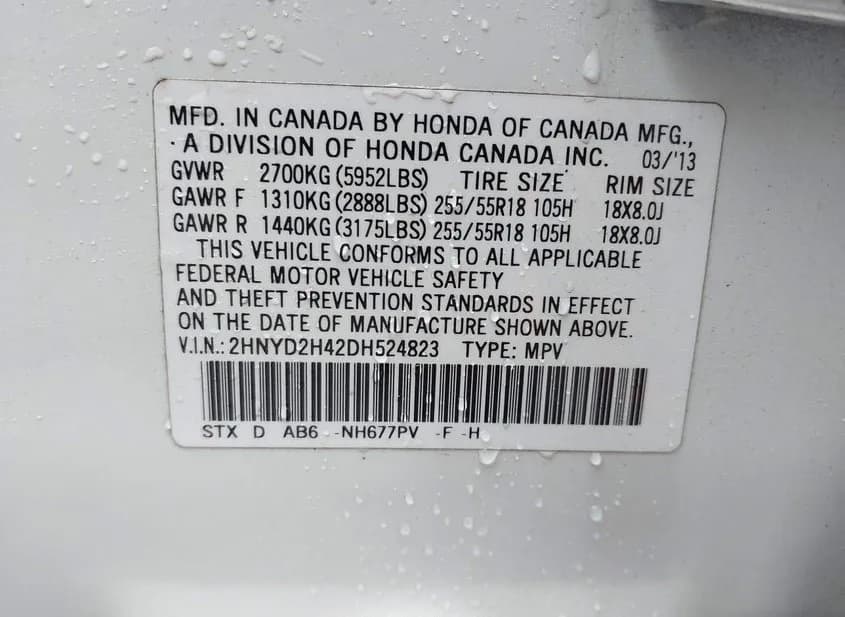 MFD. IN CANADA BY HONDA OF CANADA MFG.,
· A DIVISION OF HONDA CANADA INC. 03/'13
GVWR 2700KG (5952LBS) TIRE SIZE RIM SIZE
GAWR F 1310KG (2888LBS) 255/55R18 105H 18X8.0J
GAWR R 1440KG (3175LBS) 255/55R18 105H 18X8.0J
THIS VEHICLE CONFORMS TO ALL APPLICABLE
FEDERAL MOTOR VEHICLE SAFETY
AND THEFT PREVENTION STANDARDS IN EFFECT
ON THE DATE OF MANUFACTURE SHOWN ABOVE.
V.I.N.: 2HNYD2H42DH524823 TYPE: MPV
STX D AB6 --NH677PV -F -H